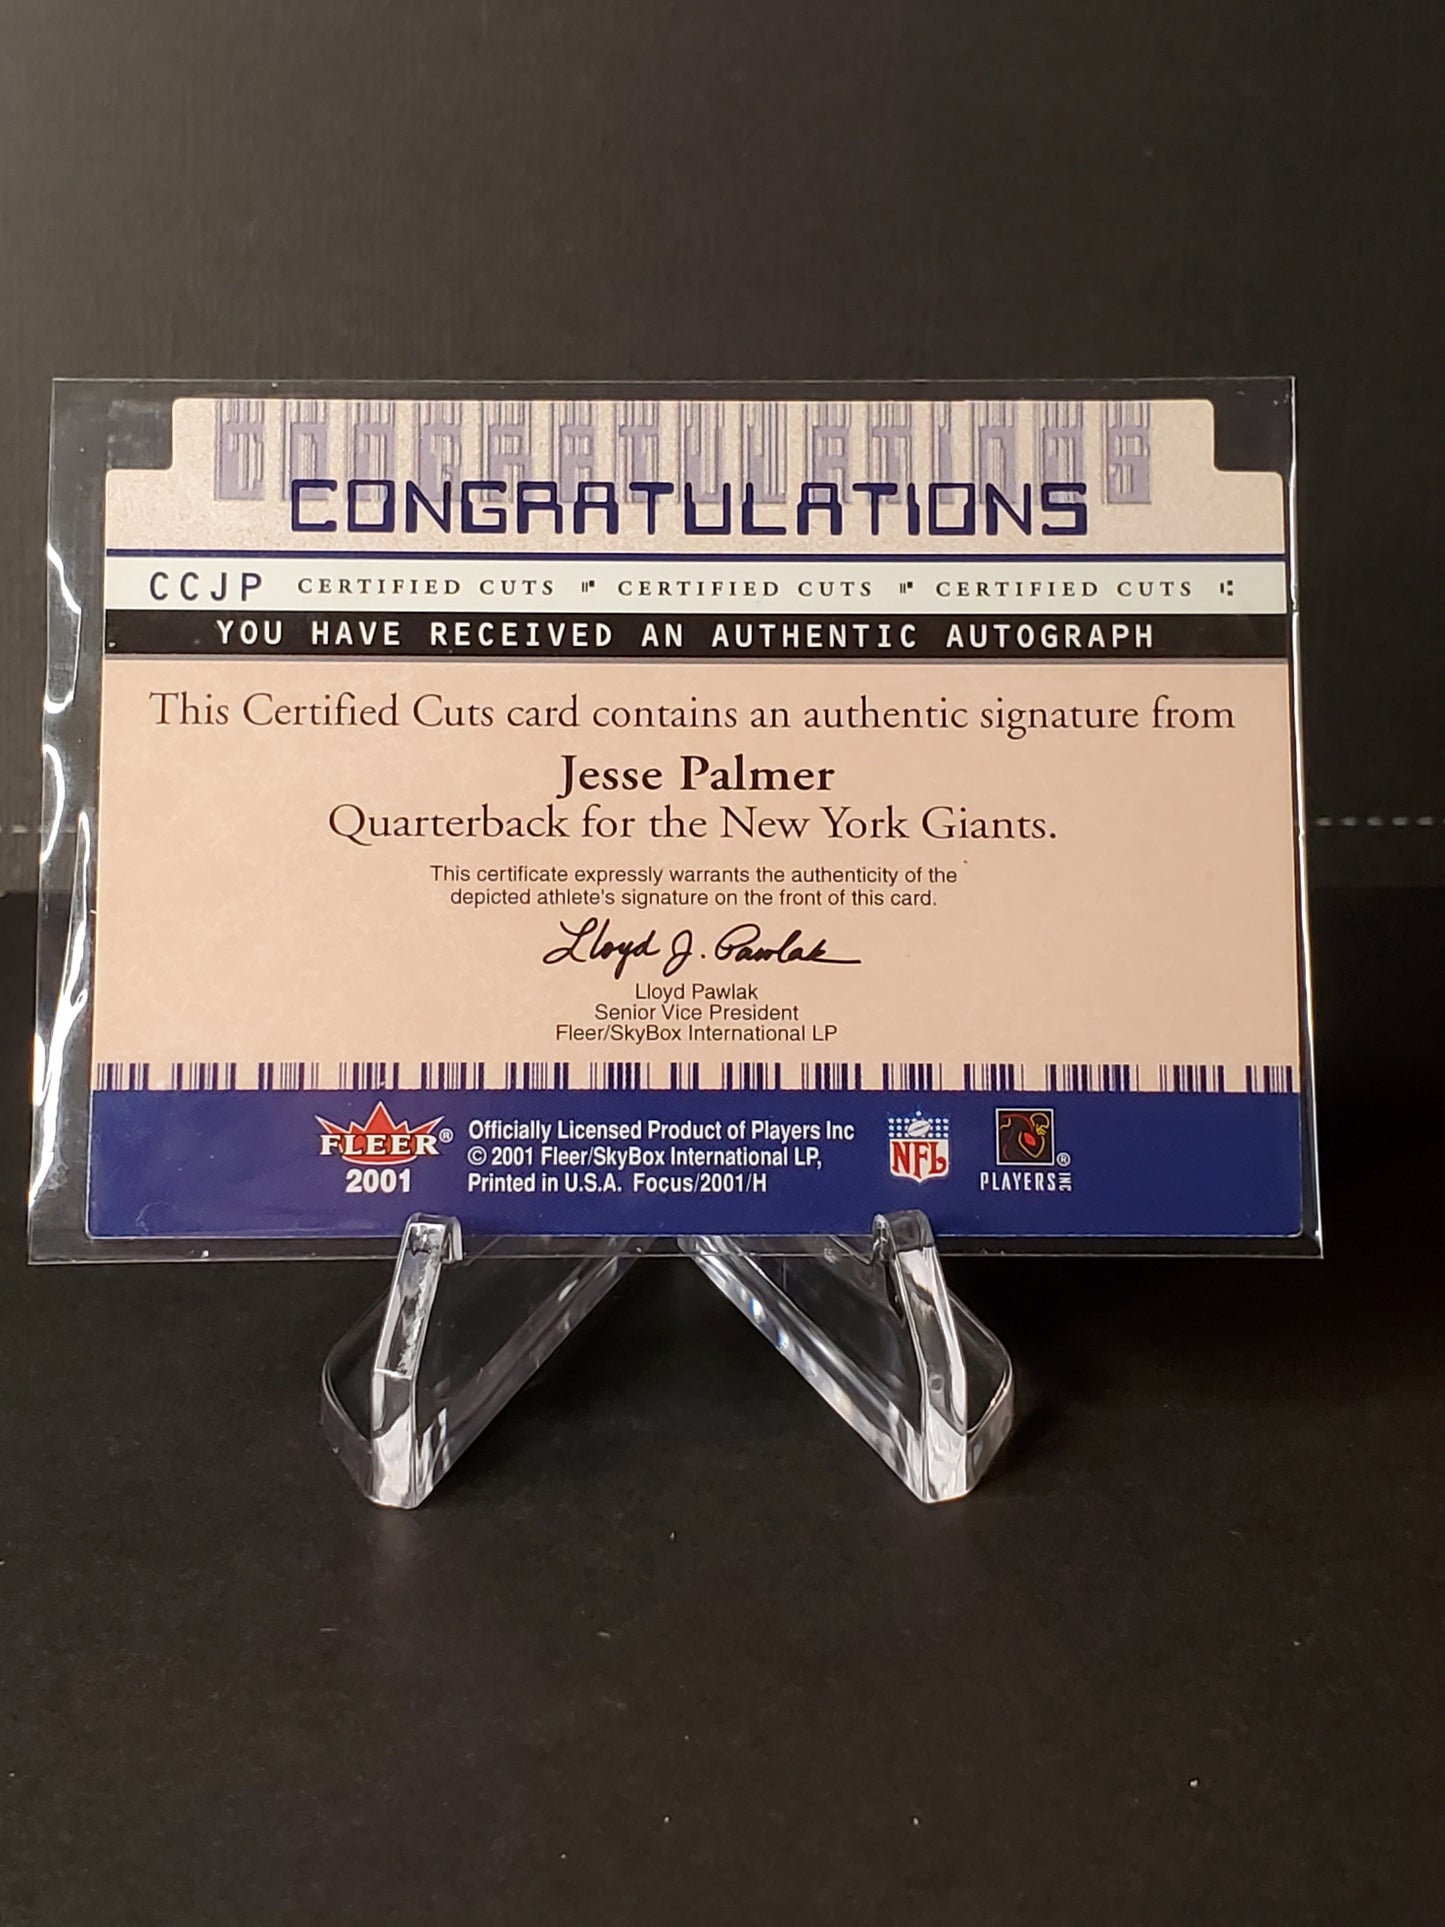 CONGRATULATIONS
CONGRATULATIONS
CCJP CERTIFIED CUTS CERTIFIED CUTS CERTIFIED CUTS
YOU HAVE RECEIVED AN AUTHENTIC AUTOGRAPH
This Certified Cuts card contains an authentic signature from
Jesse Palmer
Quarterback for the New York Giants.
This certificate expressly warrants the authenticity of the
depicted athlete's signature on the front of this card.
Lloyd J. Pawlak
Lloyd Pawlak
Senior Vice President
Fleer/SkyBox International LP
FLEER®
2001
Officially Licensed Product of Players Inc
© 2001 Fleer/SkyBox International LP,
Printed in U.S.A. Focus/2001/H
NFL
PLAYERS INC ®